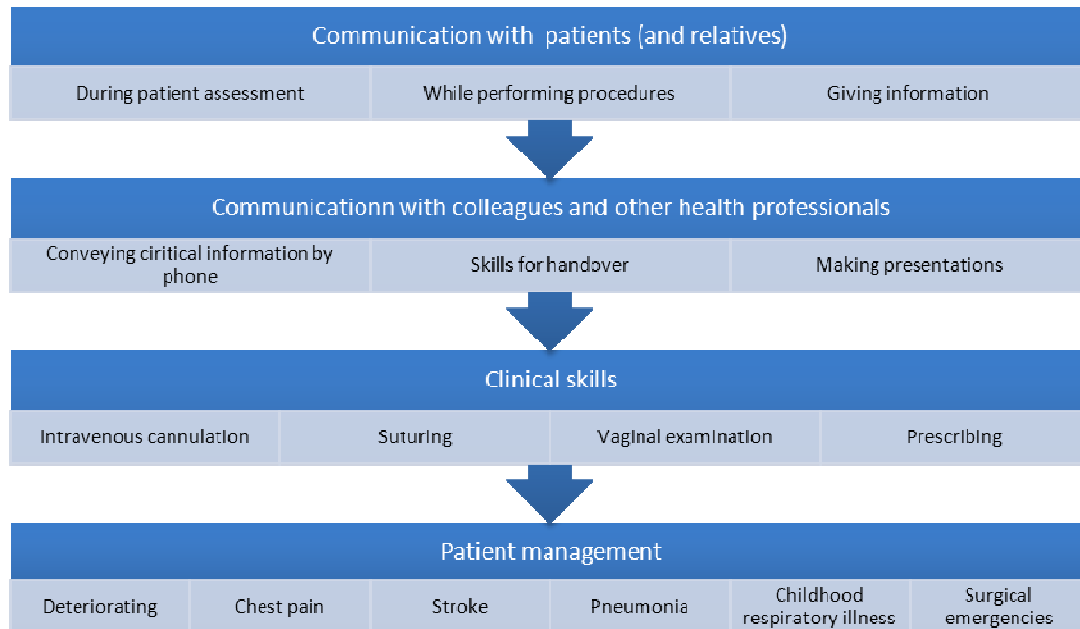 Communication with patients (and relatives)
During patient assessment
While performing procedures
Giving information
Communicationn with colleagues and other health professionals
Conveying ciritical information by
phone
Skills for handover
Making presentations
Clinical skills
Intravenous cannulation
Suturing
Vaginal examination
Prescribing
Patient management
Deteriorating
Chest pain
Stroke
Pneumonia
Childhood
respiratory illness
Surgical
emergencies